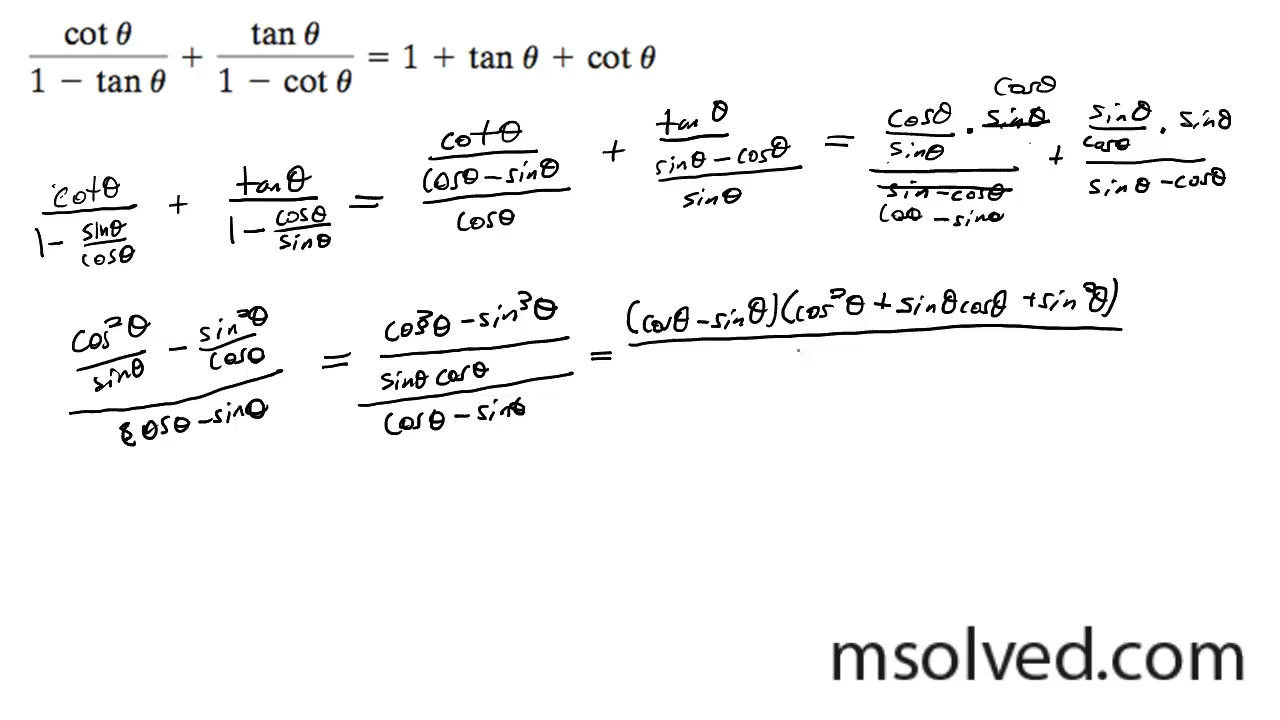 cot θ / (1 − tan θ) + tan θ / (1 − cot θ) = 1 + tan θ + cot θ
cotθ / (1 − sinθ/cosθ) + tanθ / (1 − cosθ/sinθ) = cotθ / ((cosθ − sinθ)/cosθ) + tanθ / ((sinθ − cosθ)/sinθ) = (cosθ/sinθ · ~~sinθ~~ cosθ) / (~~sin − cosθ~~ cosθ − sinθ) + (sinθ/cosθ · sinθ) / (sinθ − cosθ)
(cos²θ/sinθ − sin²θ/cosθ) / (cosθ − sinθ) = ((cos³θ − sin³θ) / (sinθ cosθ)) / (cosθ − sinθ) = (cosθ − sinθ)(cos²θ + sinθcosθ + sin²θ)
msolved.com